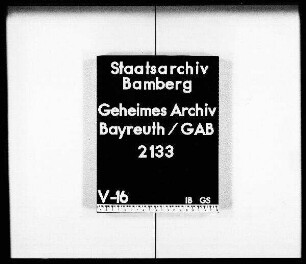 Staatsarchiv
Bamberg
Geheimes Archiv
Bayreuth / GAB
2133
V-16 IB GS